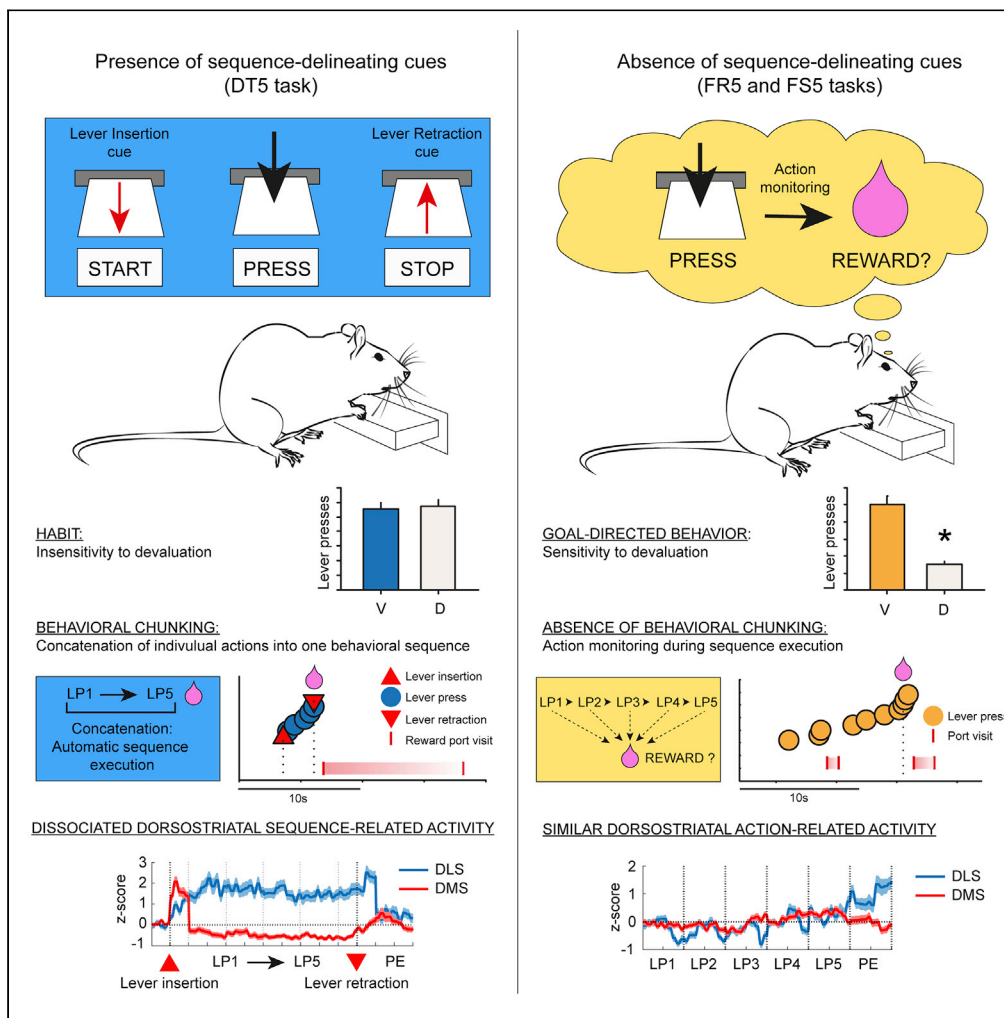 Presence of sequence-delineating cues
(DT5 task)
Lever Insertion
cue
Lever Retraction
cue
START
PRESS
STOP
HABIT:
Insensitivity to devaluation
Lever presses
V
D
BEHAVIORAL CHUNKING:
Concatenation of indivulual actions into one behavioral sequence
LP1
LP5
Concatenation:
Automatic sequence
execution
Lever insertion
Lever press
Lever retraction
Reward port visit
10s
DISSOCIATED DORSOSTRIATAL SEQUENCE-RELATED ACTIVITY
z-score
3
2
1
0
-1
DLS
DMS
LP1
LP5
PE
Lever insertion
Lever retraction
Absence of sequence-delineating cues
(FR5 and FS5 tasks)
Action
monitoring
PRESS
REWARD?
GOAL-DIRECTED BEHAVIOR:
Sensitivity to devaluation
Lever presses
*
V
D
ABSENCE OF BEHAVIORAL CHUNKING:
Action monitoring during sequence execution
LP1 LP2 LP3 LP4 LP5
REWARD ?
Lever press
Port visit
10s
SIMILAR DORSOSTRIATAL ACTION-RELATED ACTIVITY
z-score
2
1
0
-1
DLS
DMS
LP1 LP2 LP3 LP4 LP5 PE